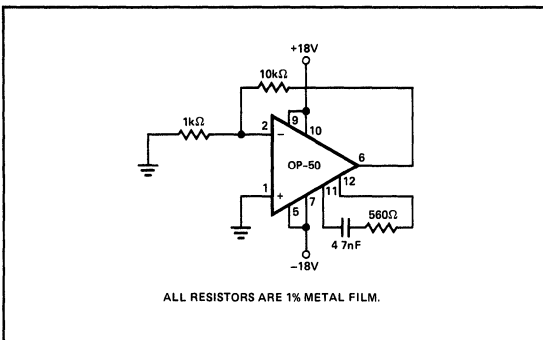 +18V
10kΩ
1kΩ
2
−
9
10
OP-50
6
1
+
12
11
5
7
560Ω
4 7nF
−18V
ALL RESISTORS ARE 1% METAL FILM.